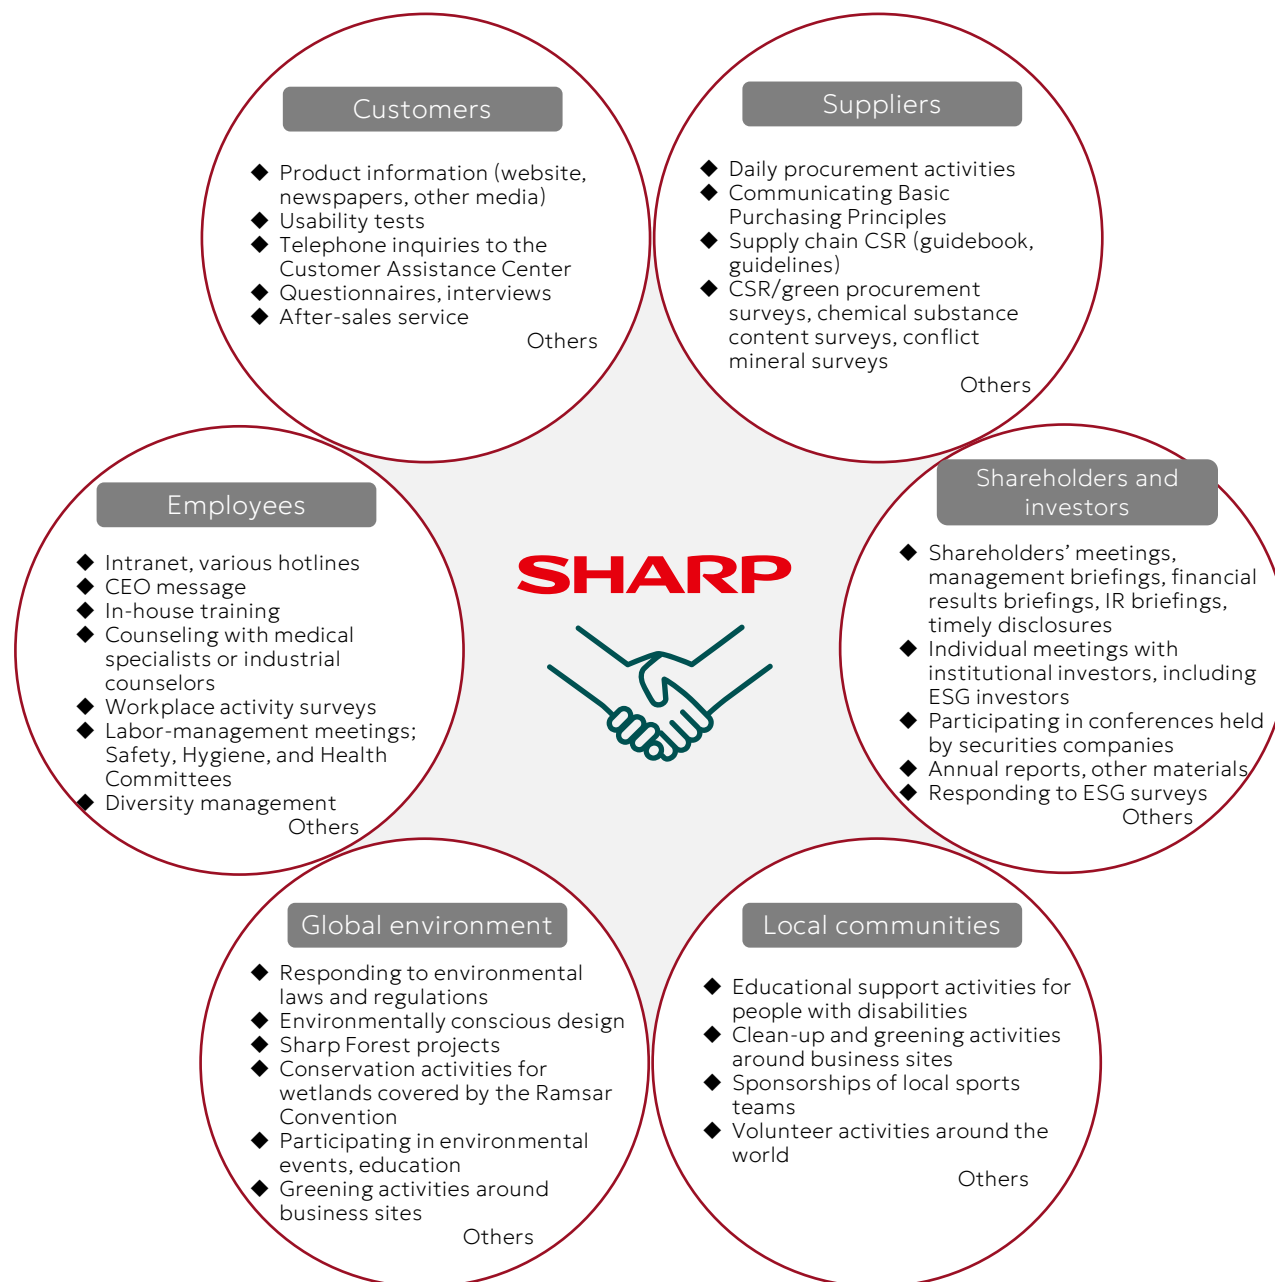 Customers
◆ Product information (website,
newspapers, other media)
◆ Usability tests
◆ Telephone inquiries to the
Customer Assistance Center
◆ Questionnaires, interviews
◆ After-sales service
Others
Suppliers
◆ Daily procurement activities
◆ Communicating Basic
Purchasing Principles
◆ Supply chain CSR (guidebook,
guidelines)
◆ CSR/green procurement
surveys, chemical substance
content surveys, conflict
mineral surveys
Others
Employees
◆ Intranet, various hotlines
◆ CEO message
◆ In-house training
◆ Counseling with medical
specialists or industrial
counselors
◆ Workplace activity surveys
◆ Labor-management meetings;
Safety, Hygiene, and Health
Committees
◆ Diversity management
Others
SHARP
Shareholders and
investors
◆ Shareholders’ meetings,
management briefings, financial
results briefings, IR briefings,
timely disclosures
◆ Individual meetings with
institutional investors, including
ESG investors
◆ Participating in conferences held
by securities companies
◆ Annual reports, other materials
◆ Responding to ESG surveys
Others
Global environment
◆ Responding to environmental
laws and regulations
◆ Environmentally conscious design
◆ Sharp Forest projects
◆ Conservation activities for
wetlands covered by the Ramsar
Convention
◆ Participating in environmental
events, education
◆ Greening activities around
business sites
Others
Local communities
◆ Educational support activities for
people with disabilities
◆ Clean-up and greening activities
around business sites
◆ Sponsorships of local sports
teams
◆ Volunteer activities around the
world
Others